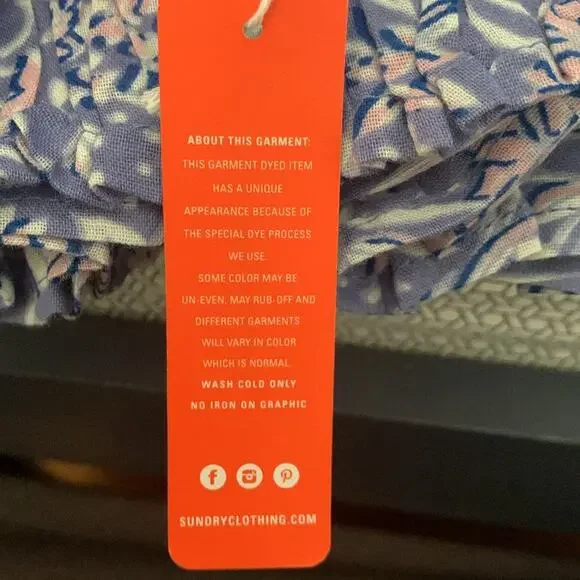 ABOUT THIS GARMENT:
THIS GARMENT DYED ITEM
HAS A UNIQUE
APPEARANCE BECAUSE OF
THE SPECIAL DYE PROCESS
WE USE.
SOME COLOR MAY BE
UN-EVEN, MAY RUB-OFF AND
DIFFERENT GARMENTS
WILL VARY IN COLOR
WHICH IS NORMAL.
WASH COLD ONLY
NO IRON ON GRAPHIC
SUNDRYCLOTHING.COM